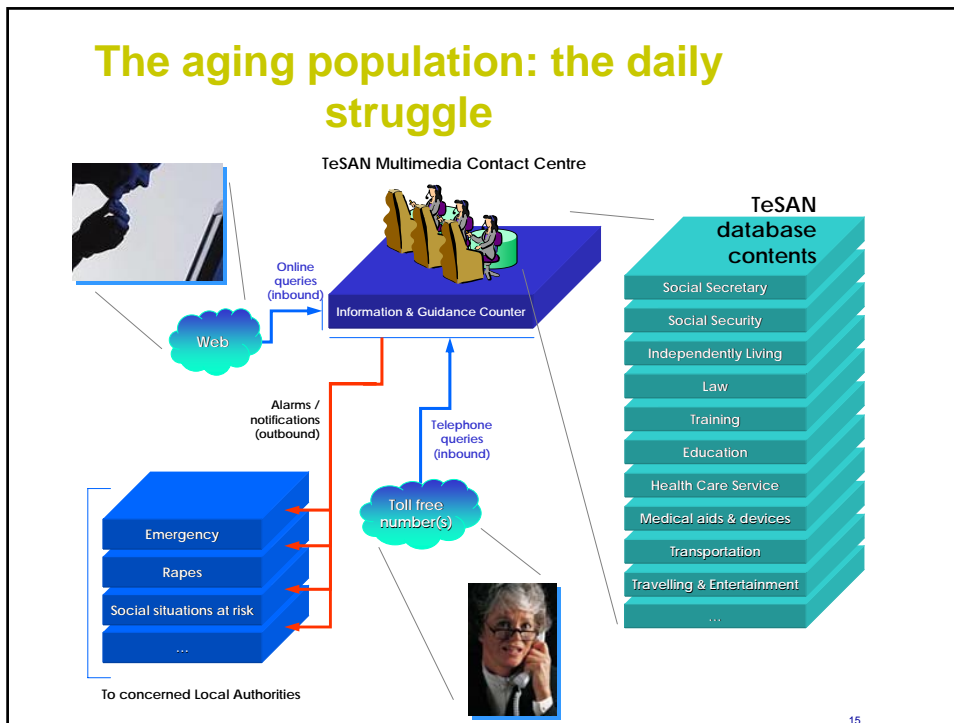 The aging population: the daily
struggle
TeSAN Multimedia Contact Centre
TeSAN
database
contents
Online
queries
(inbound)
Information & Guidance Counter
Web
Alarms /
notifications
(outbound)
Telephone
queries
(inbound)
Toll free
number(s)
Emergency
Rapes
Social situations at risk
...
To concerned Local Authorities
Social Secretary
Social Security
Independently Living
Law
Training
Education
Health Care Service
Medical aids & devices
Transportation
Travelling & Entertainment
...
15